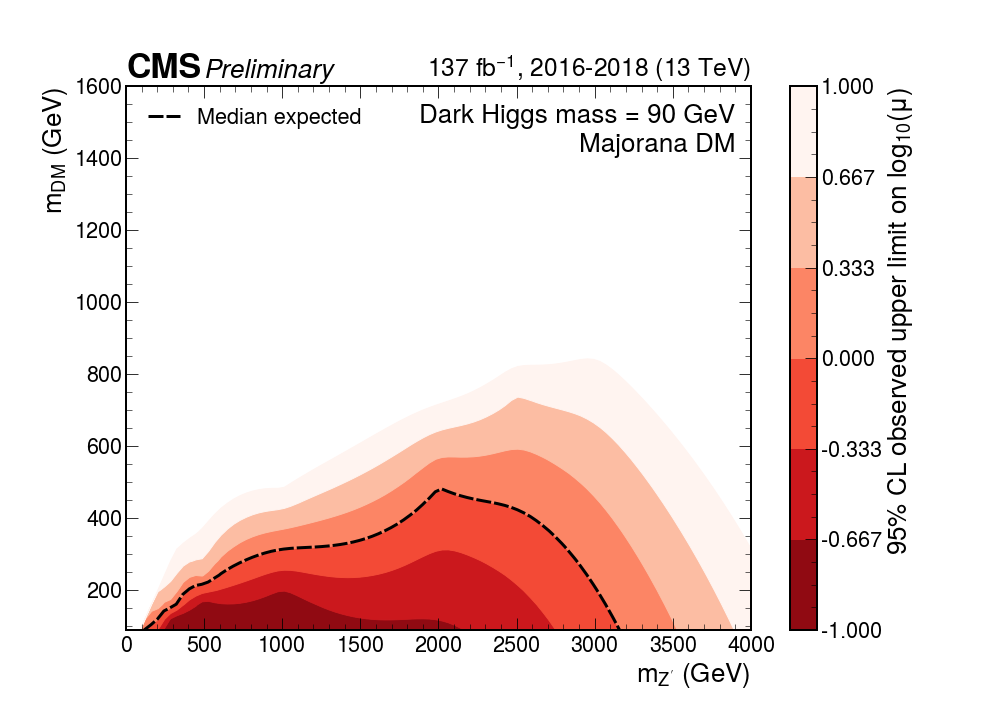 CMS Preliminary
137 fb⁻¹, 2016-2018 (13 TeV)
Median expected
Dark Higgs mass = 90 GeV
Majorana DM
m_DM (GeV)
1600
1400
1200
1000
800
600
400
200
0 500 1000 1500 2000 2500 3000 3500 4000
m_Z′ (GeV)
1.000
0.667
0.333
0.000
-0.333
-0.667
-1.000
95% CL observed upper limit on log₁₀(μ)